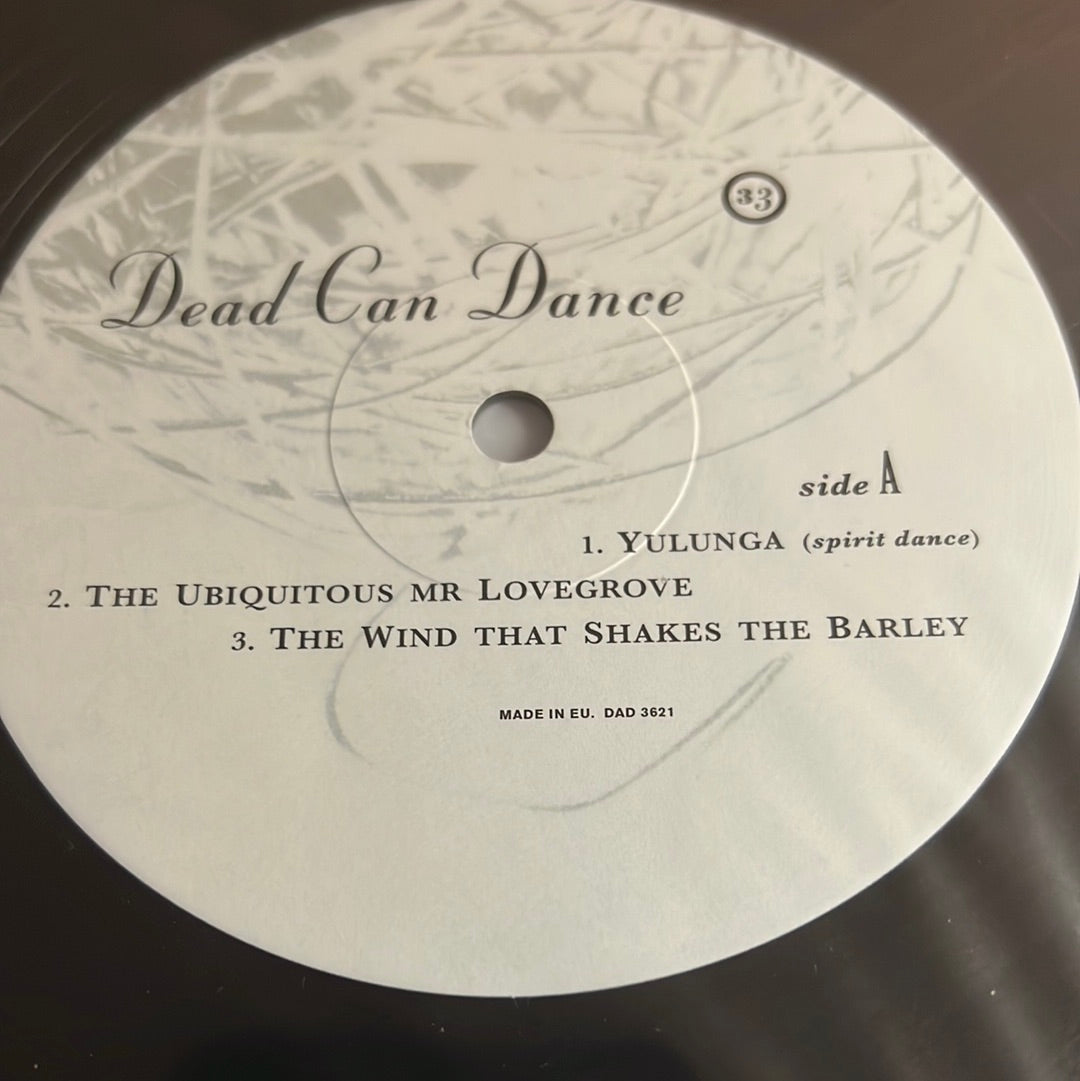 33
Dead Can Dance
side A
1. YULUNGA (spirit dance)
2. THE UBIQUITOUS MR LOVEGROVE
3. THE WIND THAT SHAKES THE BARLEY
MADE IN EU. DAD 3621